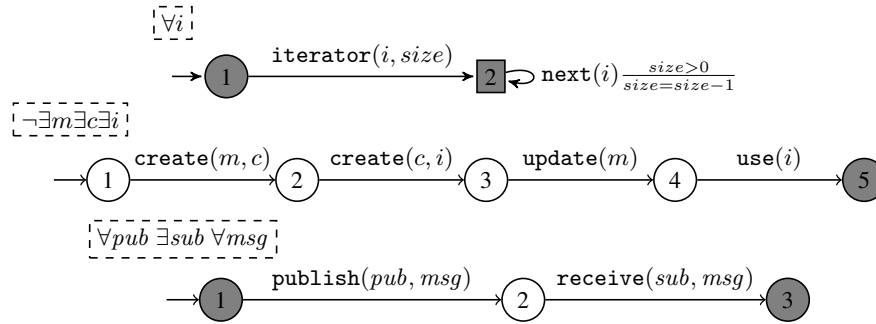 ∀i
1 iterator(i, size) 2 next(i) size>0 / size=size−1
¬∃m∃c∃i
1 create(m, c) 2 create(c, i) 3 update(m) 4 use(i) 5
∀pub ∃sub ∀msg
1 publish(pub, msg) 2 receive(sub, msg) 3